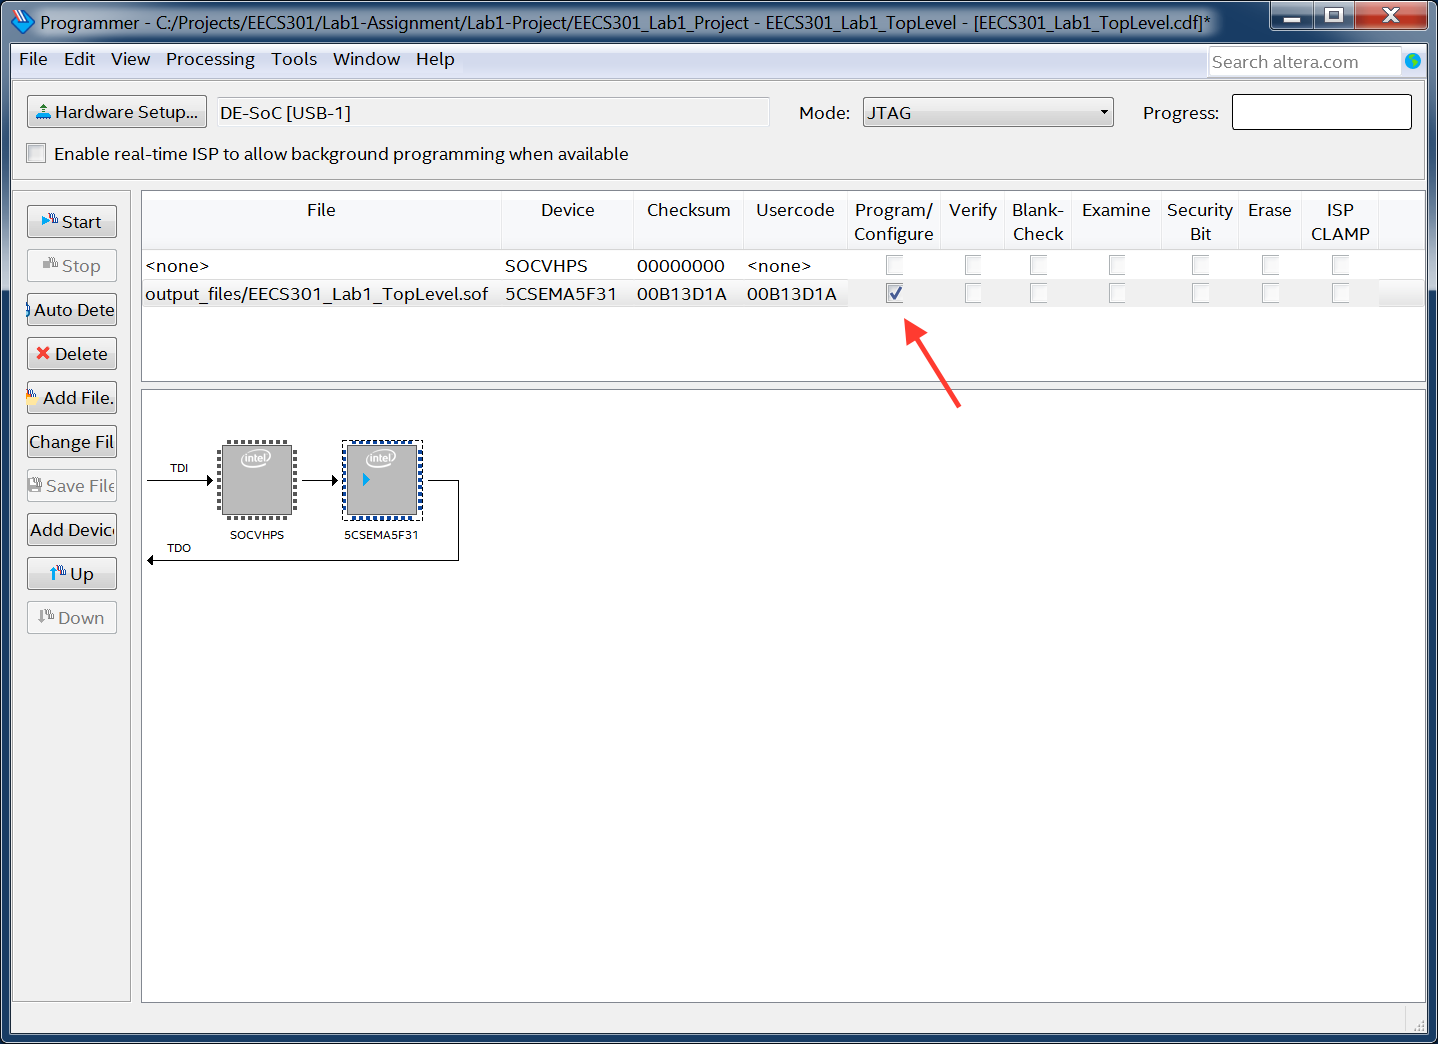 Programmer - C:/Projects/EECS301/Lab1-Assignment/Lab1-Project/EECS301_Lab1_Project - EECS301_Lab1_TopLevel - [EECS301_Lab1_TopLevel.cdf]*
File Edit View Processing Tools Window Help
Search altera.com
Hardware Setup... DE-SoC [USB-1] Mode: JTAG Progress:
Enable real-time ISP to allow background programming when available
Start
Stop
Auto Dete
Delete
Add File.
Change Fil
Save File
Add Devic
Up
Down
File Device Checksum Usercode Program/ Verify Blank- Examine Security Erase ISP
Configure Check Bit CLAMP
<none> SOCVHPS 00000000 <none>
output_files/EECS301_Lab1_TopLevel.sof 5CSEMA5F31 00B13D1A 00B13D1A
intel intel
TDI
SOCVHPS 5CSEMA5F31
TDO